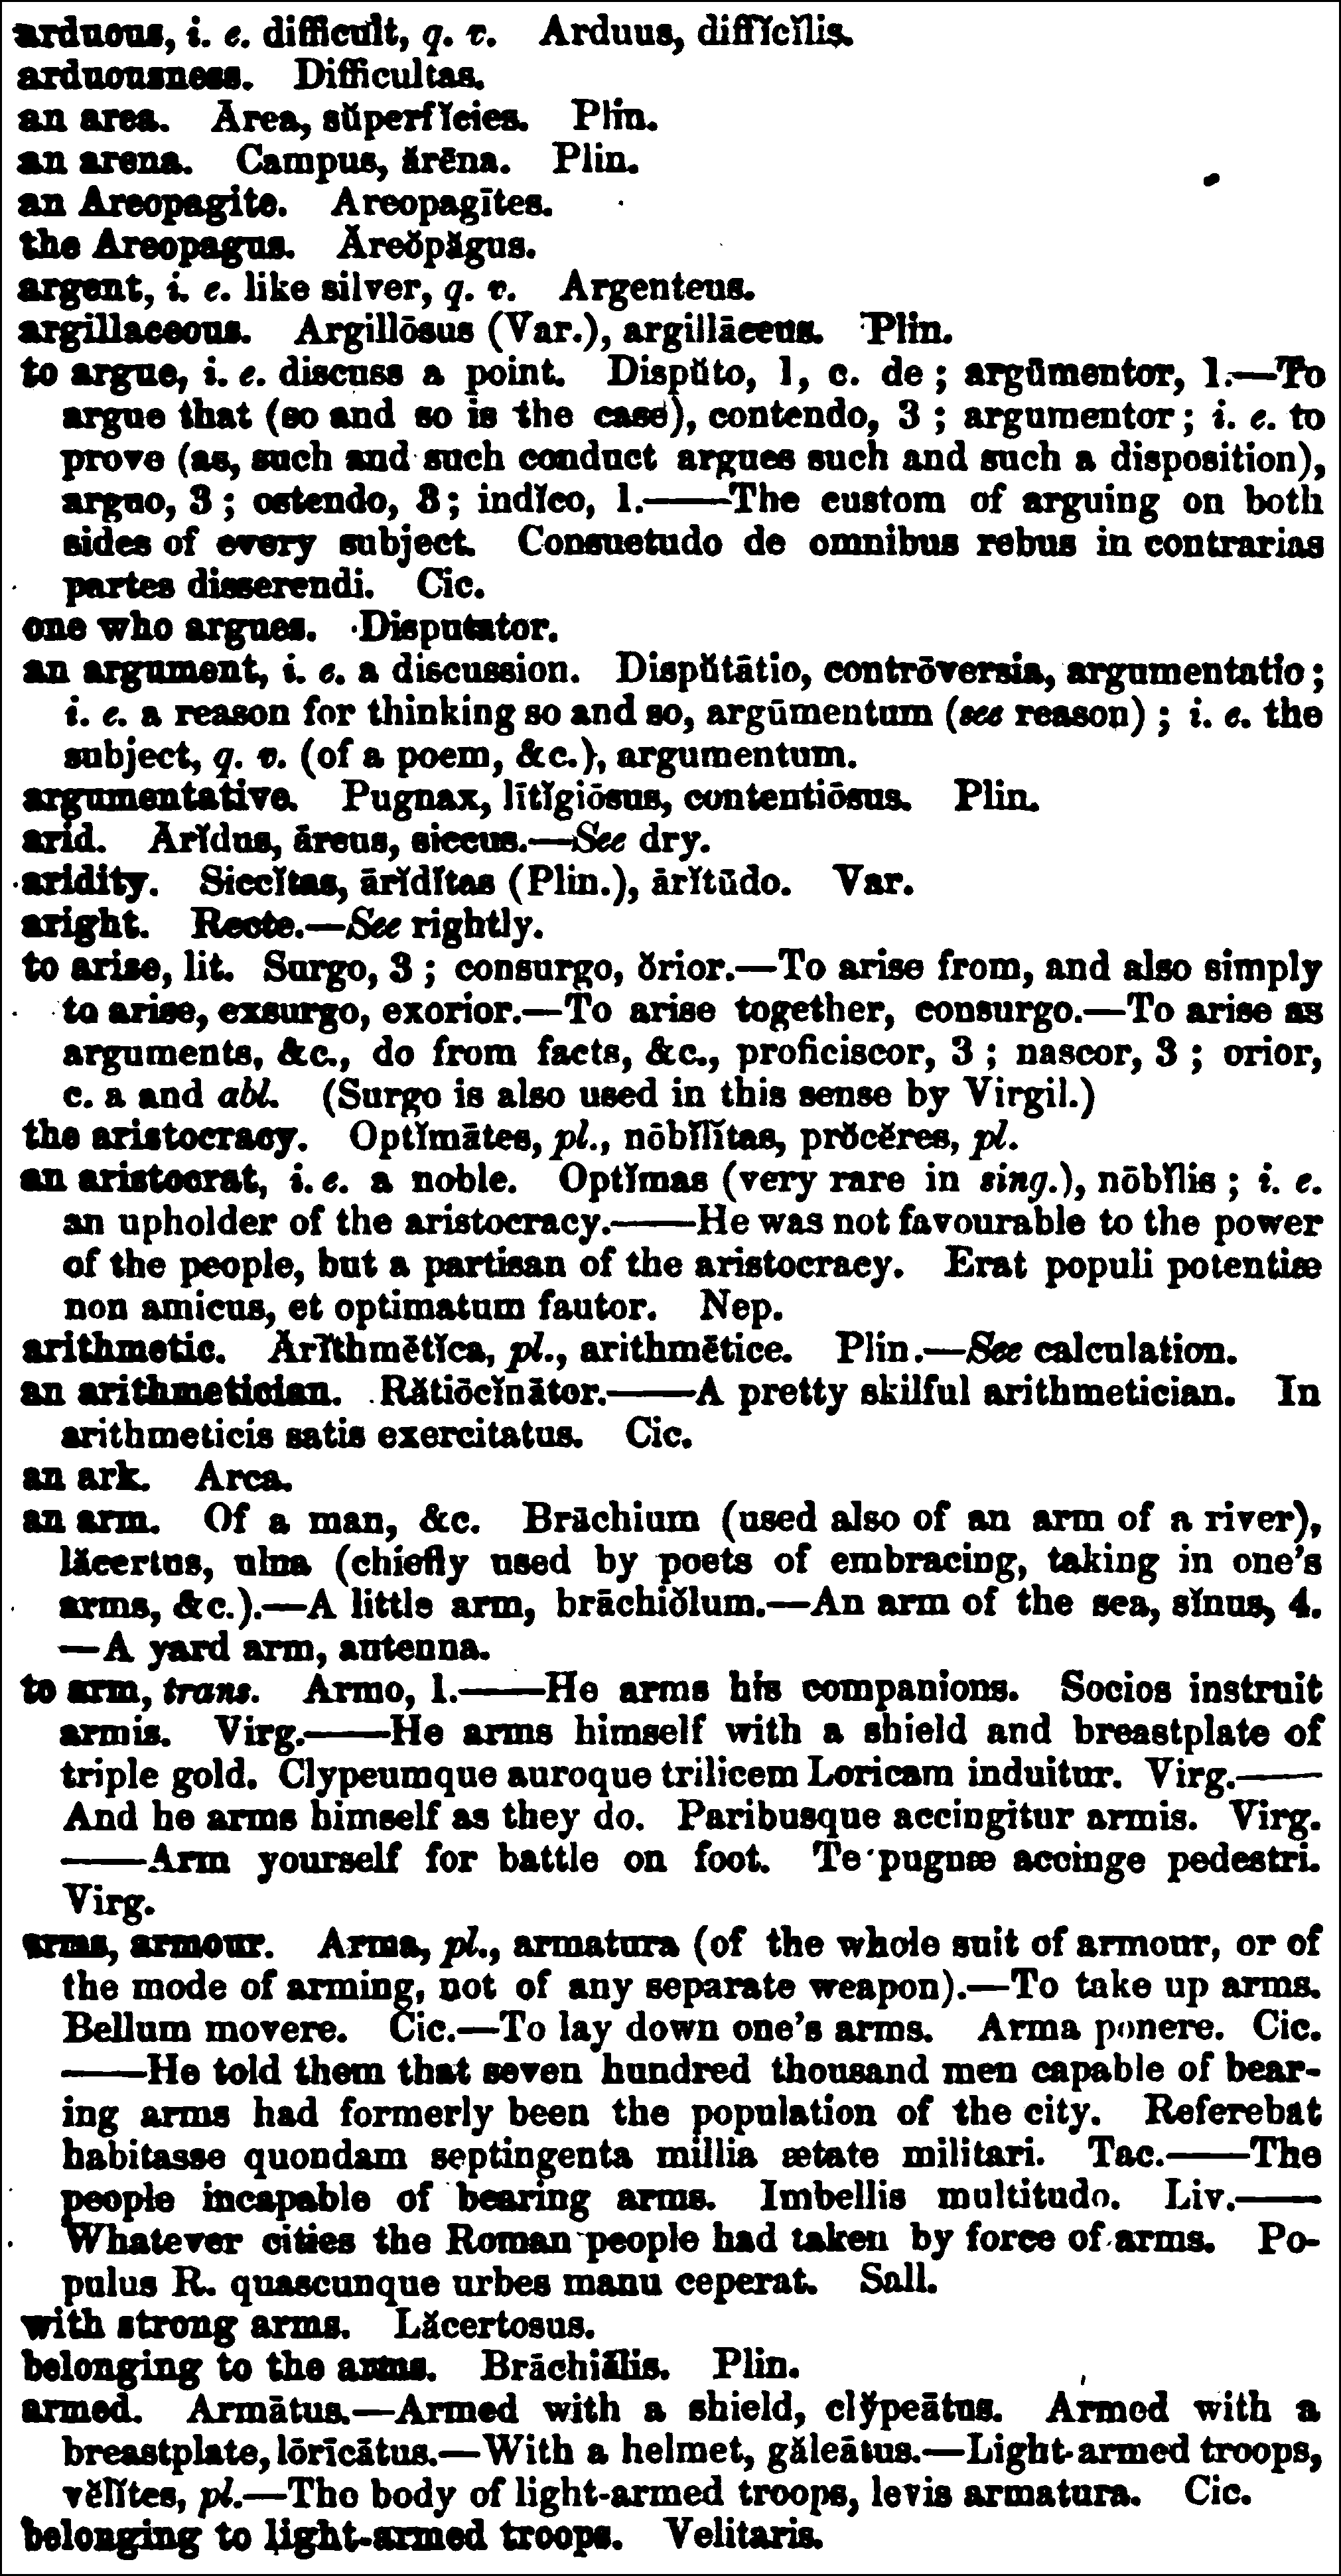 arduous, i. e. difficult, q. v. Arduus, diffĭcĭlis.
arduousness. Difficultas.
an area. Ārea, sŭperfĭcies. Plin.
an arena. Campus, ărēna. Plin.
an Areopagite. Areopagītes.
the Areopagus. Ăreŏpăgus.
argent, i. e. like silver, q. v. Argenteus.
argillaceous. Argillōsus (Var.), argillāceus. Plin.
to argue, i. e. discuss a point. Dispŭto, 1, c. de ; argūmentor, 1.—To
argue that (so and so is the case), contendo, 3 ; argumentor ; i. e. to
prove (as, such and such conduct argues such and such a disposition),
arguo, 3 ; ostendo, 3 ; indĭco, 1.——The custom of arguing on both
sides of every subject. Consuetudo de omnibus rebus in contrarias
partes disserendi. Cic.
one who argues. Disputator.
an argument, i. e. a discussion. Dispŭtātio, contrōversia, argumentatio ;
i. e. a reason for thinking so and so, argūmentum (see reason) ; i. e. the
subject, q. v. (of a poem, &c.), argumentum.
argumentative. Pugnax, lītĭgiōsus, contentiōsus. Plin.
arid. Ārĭdus, āreus, siccus.—See dry.
aridity. Siccĭtas, ārĭdĭtas (Plin.), ārĭtūdo. Var.
aright. Recte.—See rightly.
to arise, lit. Surgo, 3 ; consurgo, ŏrior.—To arise from, and also simply
to arise, exsurgo, exorior.—To arise together, consurgo.—To arise as
arguments, &c., do from facts, &c., proficiscor, 3 ; nascor, 3 ; orior,
c. a and abl. (Surgo is also used in this sense by Virgil.)
the aristocracy. Optĭmātes, pl., nōbĭlĭtas, prŏcĕres, pl.
an aristocrat, i. e. a noble. Optĭmas (very rare in sing.), nōbĭlis ; i. e.
an upholder of the aristocracy.——He was not favourable to the power
of the people, but a partisan of the aristocracy. Erat populi potentiæ
non amicus, et optimatum fautor. Nep.
arithmetic. Ărĭthmētĭca, pl., arithmētice. Plin.—See calculation.
an arithmetician. Rătiōcĭnātor.——A pretty skilful arithmetician. In
arithmeticis satis exercitatus. Cic.
an ark. Arca.
an arm. Of a man, &c. Brāchium (used also of an arm of a river),
lăcertus, ulna (chiefly used by poets of embracing, taking in one's
arms, &c.).—A little arm, brāchiŏlum.—An arm of the sea, sĭnus, 4.
—A yard arm, antenna.
to arm, trans. Armo, 1.——He arms his companions. Socios instruit
armis. Virg.——He arms himself with a shield and breastplate of
triple gold. Clypeumque auroque trilicem Loricam induitur. Virg.——
And he arms himself as they do. Paribusque accingitur armis. Virg.
——Arm yourself for battle on foot. Te pugnæ accinge pedestri.
Virg.
arms, armour. Arma, pl., armatura (of the whole suit of armour, or of
the mode of arming, not of any separate weapon).—To take up arms.
Bellum movere. Cic.—To lay down one's arms. Arma ponere. Cic.
——He told them that seven hundred thousand men capable of bear-
ing arms had formerly been the population of the city. Referebat
habitasse quondam septingenta millia ætate militari. Tac.——The
people incapable of bearing arms. Imbellis multitudo. Liv.——
Whatever cities the Roman people had taken by force of arms. Po-
pulus R. quascunque urbes manu ceperat. Sall.
with strong arms. Lăcertosus.
belonging to the arms. Brāchiālis. Plin.
armed. Armātus.—Armed with a shield, clўpeātus. Armed with a
breastplate, lōrīcātus.—With a helmet, găleātus.—Light-armed troops,
vēlĭtes, pl.—The body of light-armed troops, levis armatura. Cic.
belonging to light-armed troops. Velitaris.